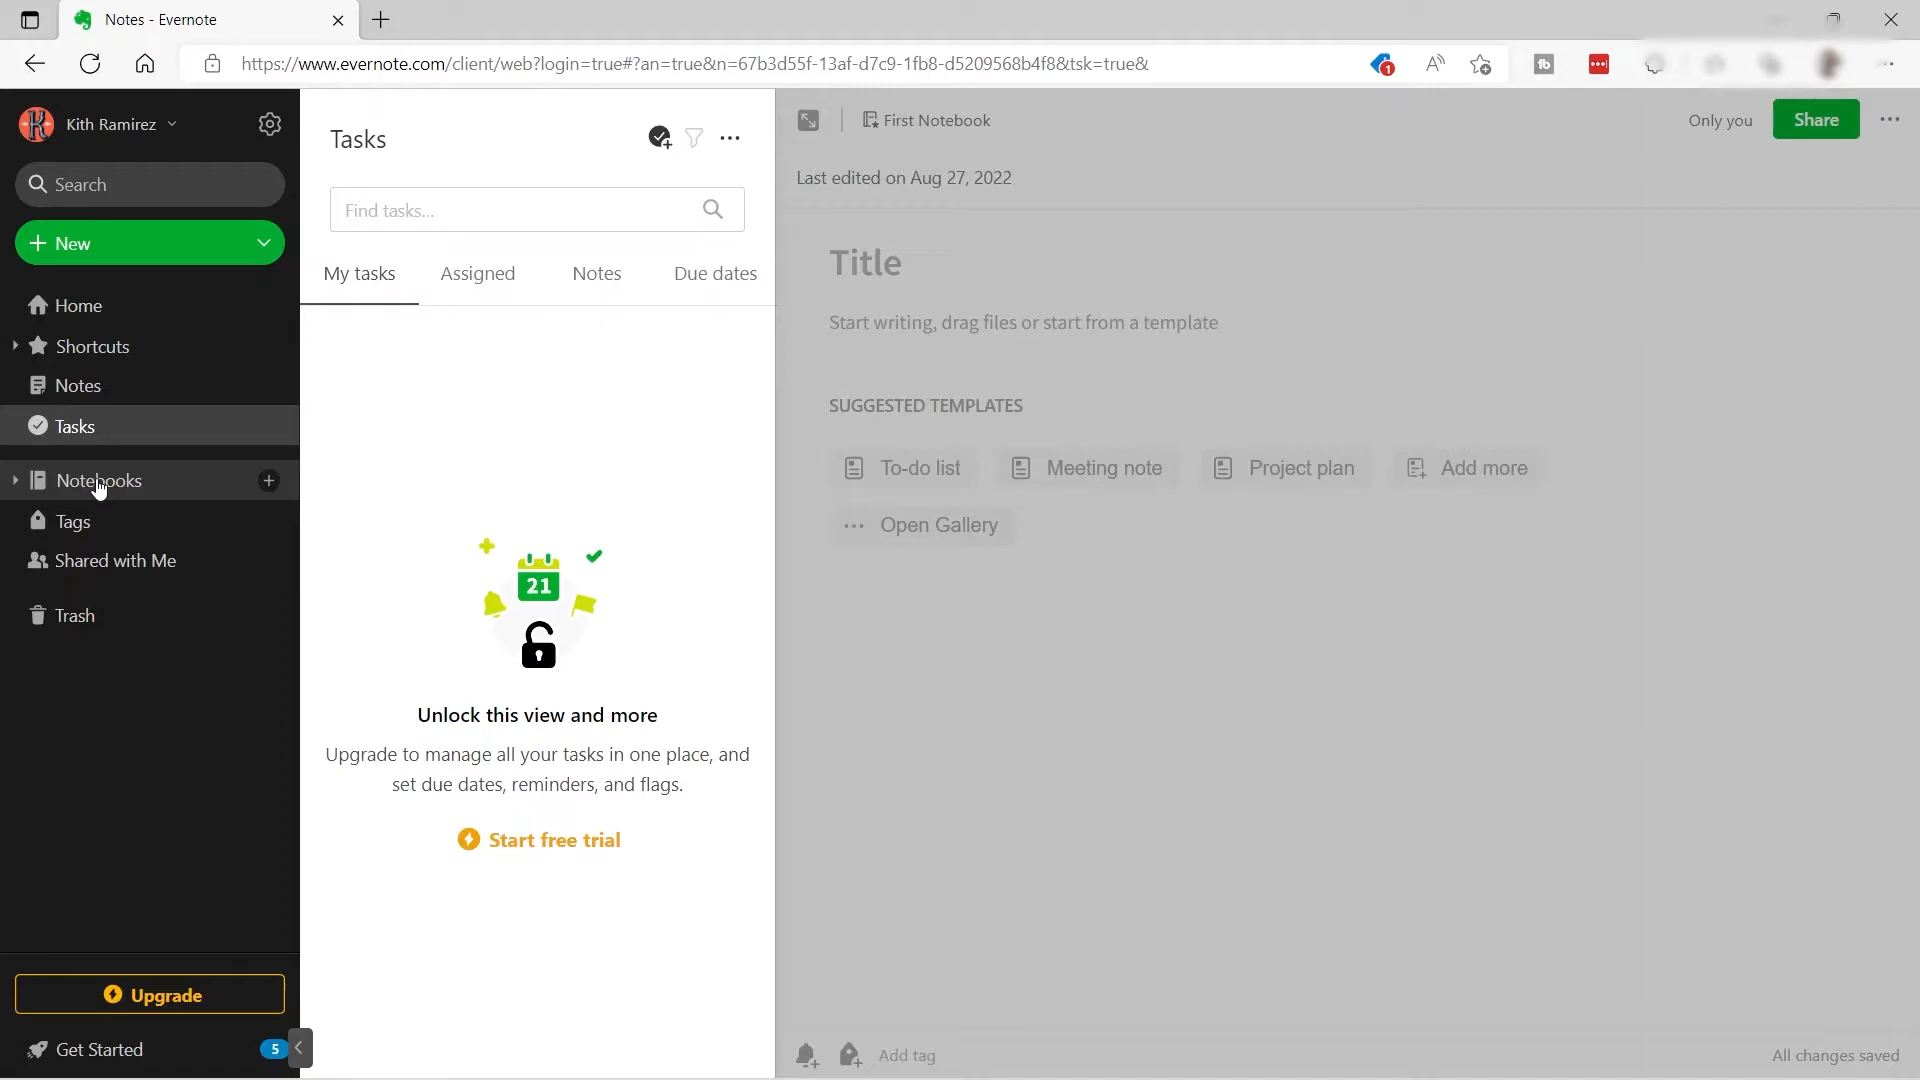 Notes - Evernote
https://www.evernote.com/client/web?login=true#?an=true&n=67b3d55f-13af-d7c9-1fb8-d5209568b4f8&tsk=true&
1
tb
Kith Ramirez
Search
New
Home
Shortcuts
Notes
Tasks
Notebooks
Tags
Shared with Me
Trash
Upgrade
Get Started
5
Tasks
Find tasks...
My tasks Assigned Notes Due dates
21
Unlock this view and more
Upgrade to manage all your tasks in one place, and
set due dates, reminders, and flags.
Start free trial
First Notebook
Only you
Share
Last edited on Aug 27, 2022
Title
Start writing, drag files or start from a template
SUGGESTED TEMPLATES
To-do list Meeting note Project plan Add more
Open Gallery
Add tag
All changes saved